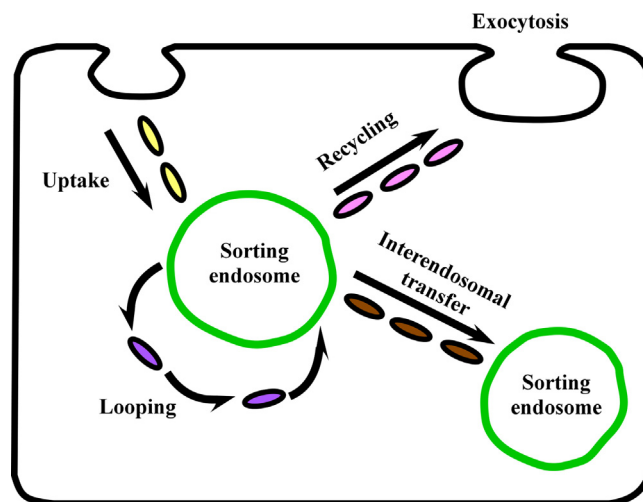 Exocytosis
Recycling
Uptake
Sorting
endosome
Interendosomal
transfer
Looping
Sorting
endosome